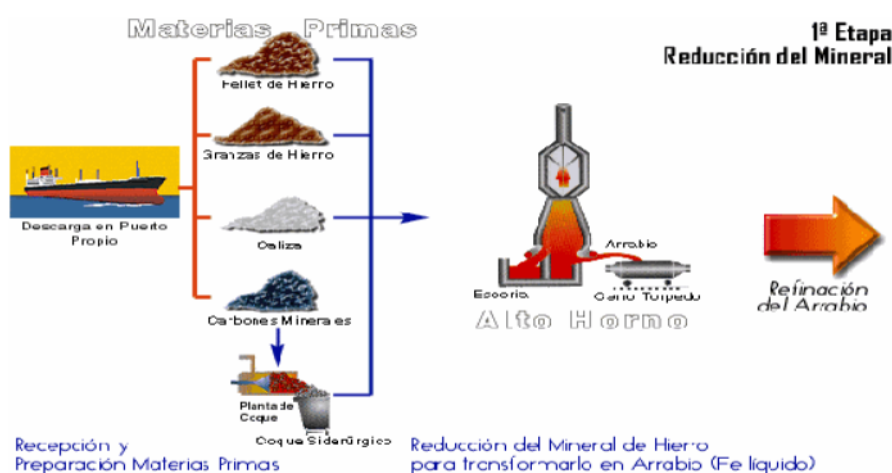 Materias Primas
1ª Etapa
Reducción del Mineral
Pellet de Hierro
Granzas de Hierro
Descarga en Puerto
Propio
Caliza
Carbones Minerales
Planta de
Coque
Coque Siderúrgico
Arrabio
Escoria
Carro Torpedo
Alto Horno
Refinación
del Arrabio
Recepción y
Preparación Materias Primas
Reducción del Mineral de Hierro
para transformarlo en Arrabio (Fe líquido)